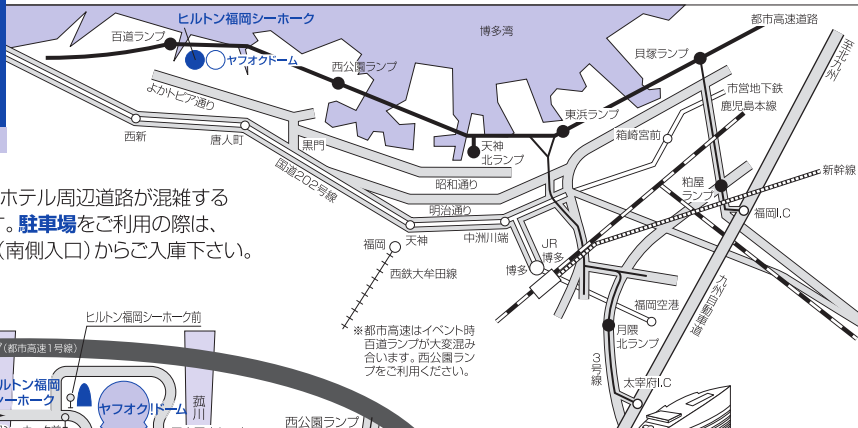 ヒルトン福岡シーホーク
百道ランプ
ヤフオクドーム
博多湾
都市高速道路
貝塚ランプ
至北九州
西公園ランプ
よかトピア通り
市営地下鉄
鹿児島本線
東浜ランプ
箱崎宮前
西新
唐人町
黒門
天神
北ランプ
新幹線
粕屋
ランプ
国道202号線
昭和通り
明治通り
福岡I.C
ホテル周辺道路が混雑する
す。駐車場をご利用の際は、
(南側入口)からご入庫下さい。
福岡
天神
中洲川端
JR
博多
博多
西鉄大牟田線
福岡空港
九州自動車道
月隈
北ランプ
3号線
太宰府I.C
※都市高速はイベント時
百道ランプが大変混み
合います。西公園ラン
プをご利用ください。
ヒルトン福岡シーホーク前
(都市高速1号線)
ルトン福岡
シーホーク
ヤフオク!ドーム
菰川
西公園ランプ